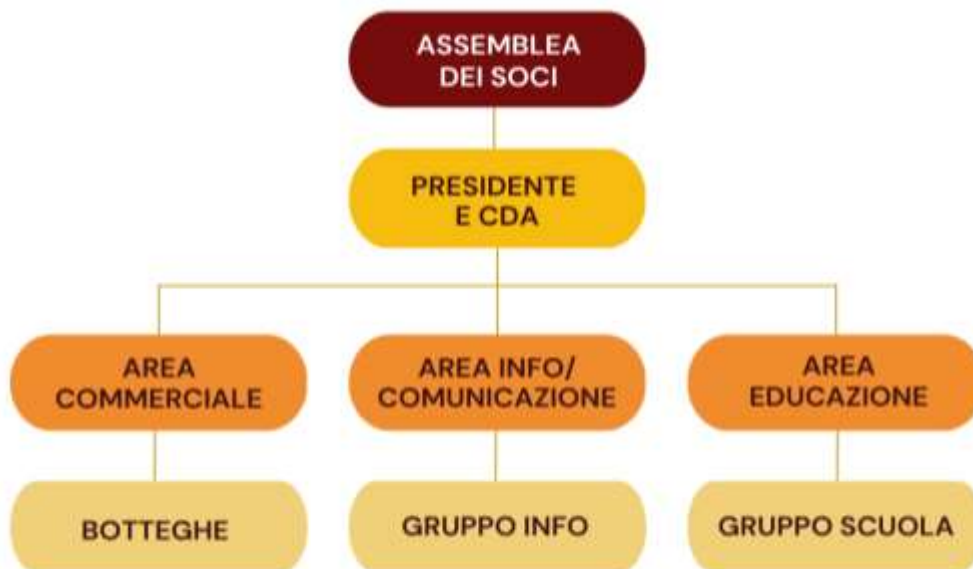 ASSEMBLEA
DEI SOCI
PRESIDENTE
E CDA
AREA
COMMERCIALE
AREA INFO/
COMUNICAZIONE
AREA
EDUCAZIONE
BOTTEGHE
GRUPPO INFO
GRUPPO SCUOLA